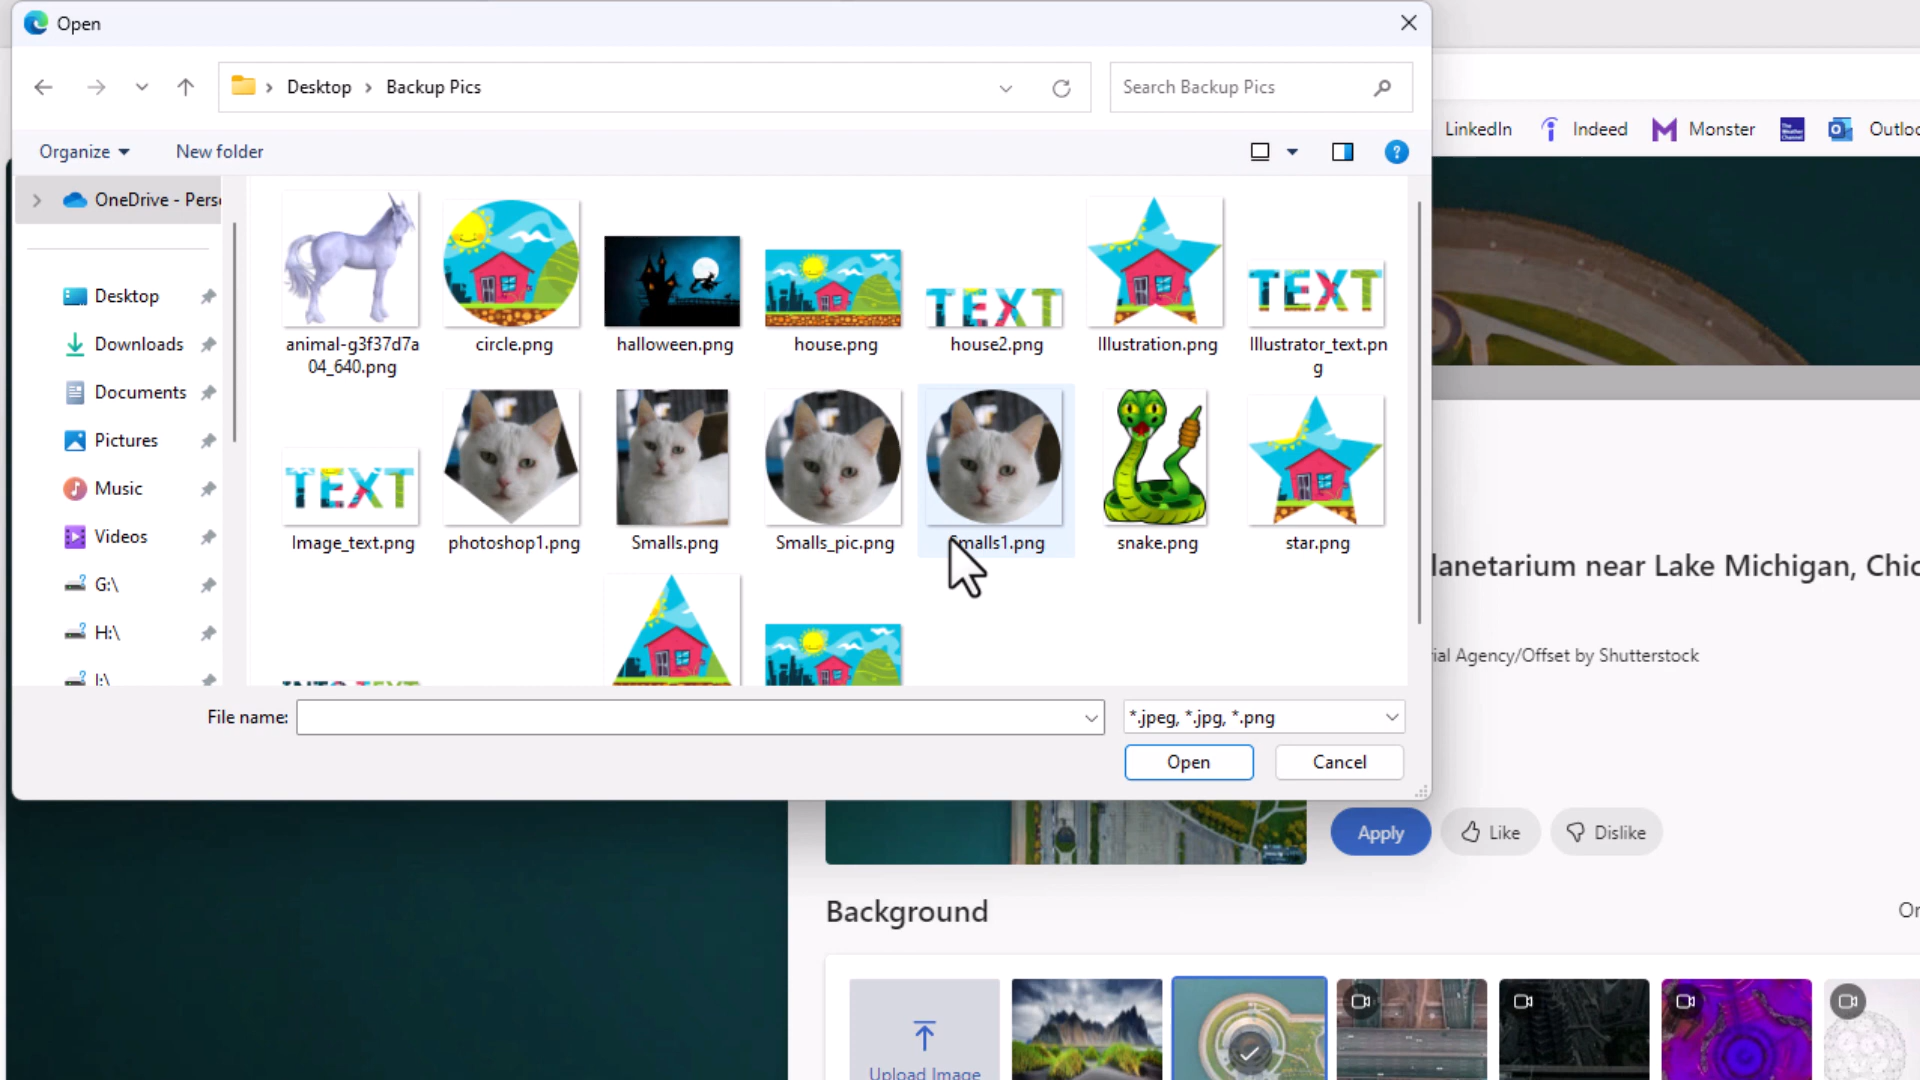 Open
Desktop > Backup Pics
Search Backup Pics
LinkedIn Indeed Monster
Organize New folder
OneDrive - Pers
Desktop
Downloads
Documents
Pictures
Music
Videos
G:\
H:\
I:\
TEXT
TEXT
animal-g3f37d7a
04_640.png
circle.png
halloween.png
house.png
house2.png
Illustration.png
Illustrator_text.pn
g
TEXT
Image_text.png
photoshop1.png
Smalls.png
Smalls_pic.png
Smalls1.png
snake.png
star.png
lanetarium near Lake Michigan, Chic
ial Agency/Offset by Shutterstock
File name:
*.jpeg, *.jpg, *.png
Open Cancel
Apply Like Dislike
Background
Upload Image